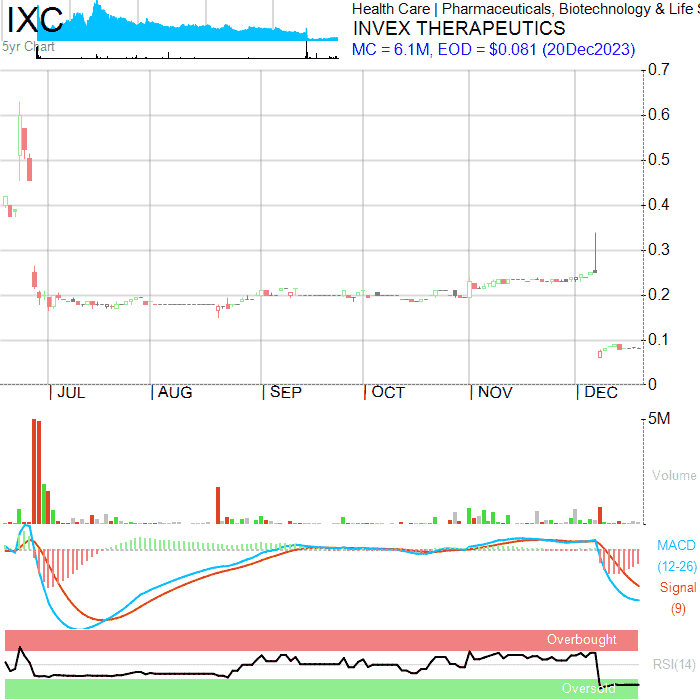 IXC
5yr Chart
Health Care | Pharmaceuticals, Biotechnology & Life S
INVEX THERAPEUTICS
MC = 6.1M, EOD = $0.081 (20Dec2023)
0.7
0.6
0.5
0.4
0.3
0.2
0.1
0
JUL AUG SEP OCT NOV DEC
5M
Volume
MACD
(12-26)
Signal
(9)
Overbought
RSI(14)
Oversold